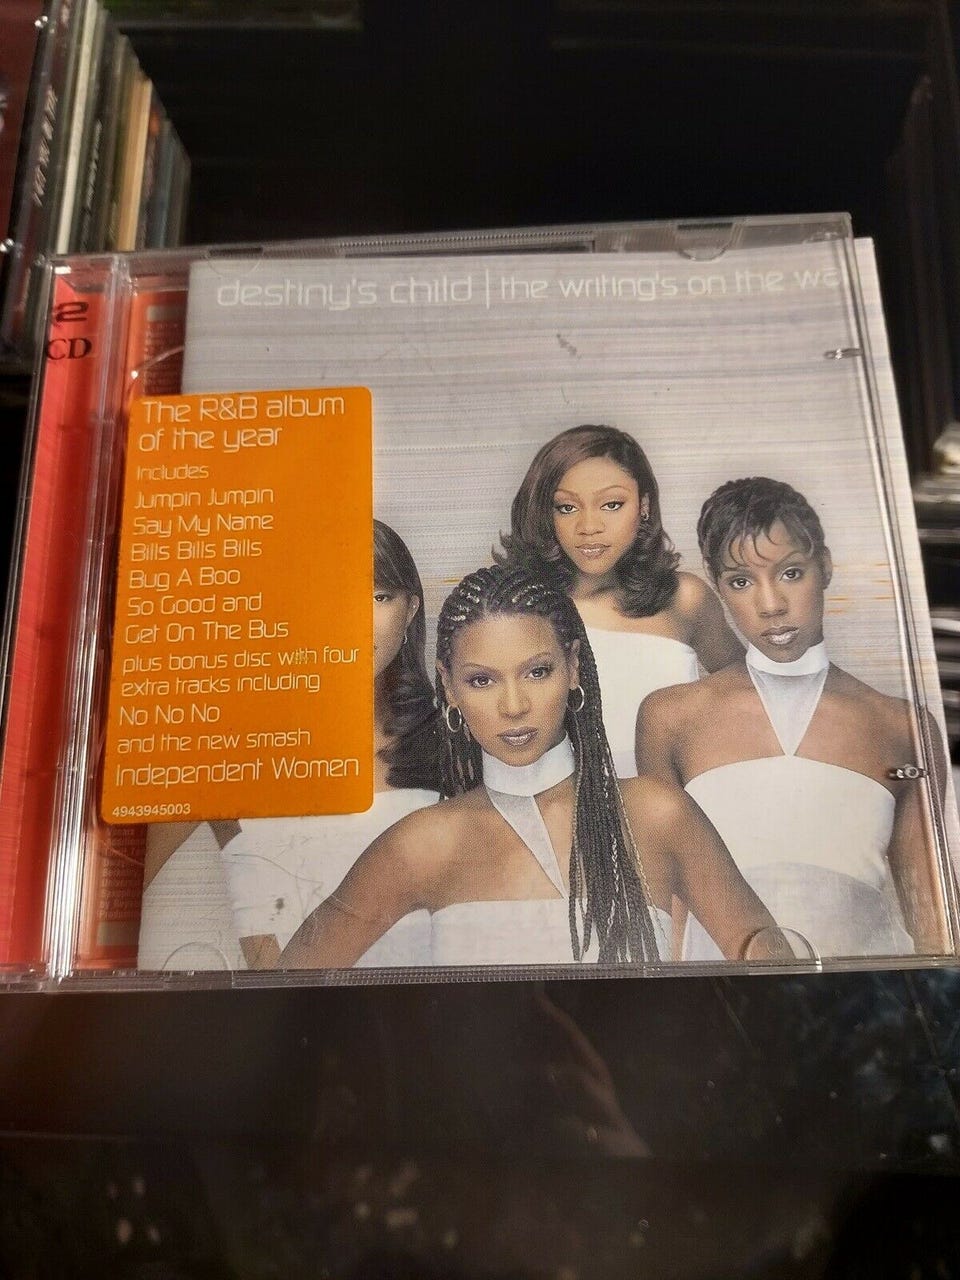 destiny's child | the writing's on the wa
2
CD
The R&B album
of the year
Includes
Jumpin Jumpin
Say My Name
Bills Bills Bills
Bug A Boo
So Good and
Get On The Bus
plus bonus disc with four
extra tracks including
No No No
and the new smash
Independent Women
4943945003